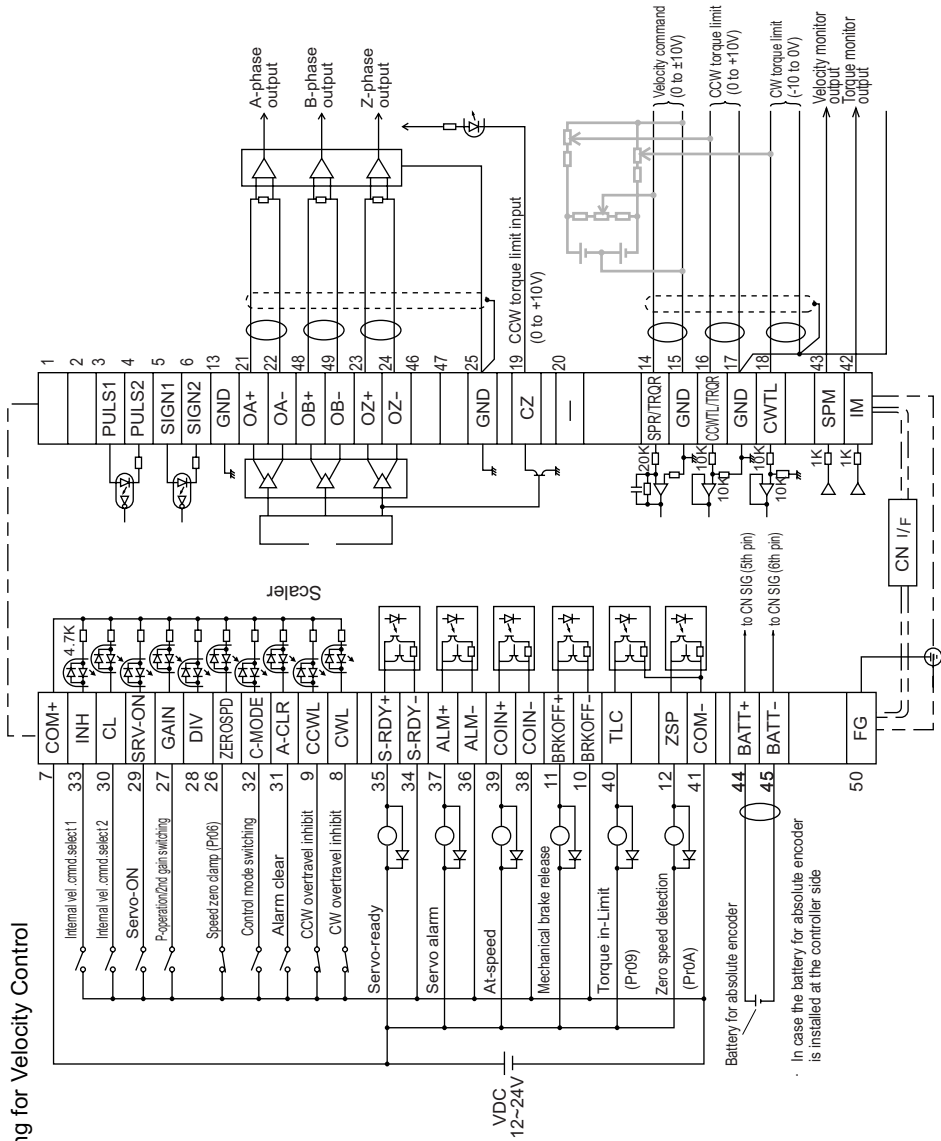 ng for Velocity Control
VDC
12~24V
Internal vel.cmnd.select 1
Internal vel.cmnd.select 2
Servo-ON
P-operation/2nd gain switching
Speed zero clamp (Pr06)
Control mode switching
Alarm clear
CCW overtravel inhibit
CW overtravel inhibit
Servo-ready
Servo alarm
At-speed
Mechanical brake release
Torque in-Limit
(Pr09)
Zero speed detection
(Pr0A)
Battery for absolute encoder
· In case the battery for absolute encoder
is installed at the controller side
7 COM+
33 INH
30 CL
29 SRV-ON
27 GAIN
28 DIV
26 ZEROSPD
32 C-MODE
31 A-CLR
9 CCWL
8 CWL
35 S-RDY+
34 S-RDY−
37 ALM+
36 ALM−
39 COIN+
38 COIN−
11 BRKOFF+
10 BRKOFF−
40 TLC
12 ZSP
41 COM−
44 BATT+
45 BATT−
50 FG
4.7K
Scaler
to CN SIG (5th pin)
to CN SIG (6th pin)
CN I/F
1
2
PULS1 3
PULS2 4
SIGN1 5
SIGN2 6
GND 13
OA+ 21
OA- 22
OB+ 48
OB- 49
OZ+ 23
OZ- 24
46
47
GND 25
CZ 19
— 20
SPR/TRQR 14
GND 15
CCWTL/TRQR 16
GND 17
CWTL 18
SPM 43
IM 42
20K
10K
10K
10K
10K
1K
1K
A-phase
output
B-phase
output
Z-phase
output
CCW torque limit input
(0 to +10V)
Velocity command
(0 to ±10V)
CCW torque limit
(0 to +10V)
CW torque limit
(-10 to 0V)
Velocity monitor
output
Torque monitor
output